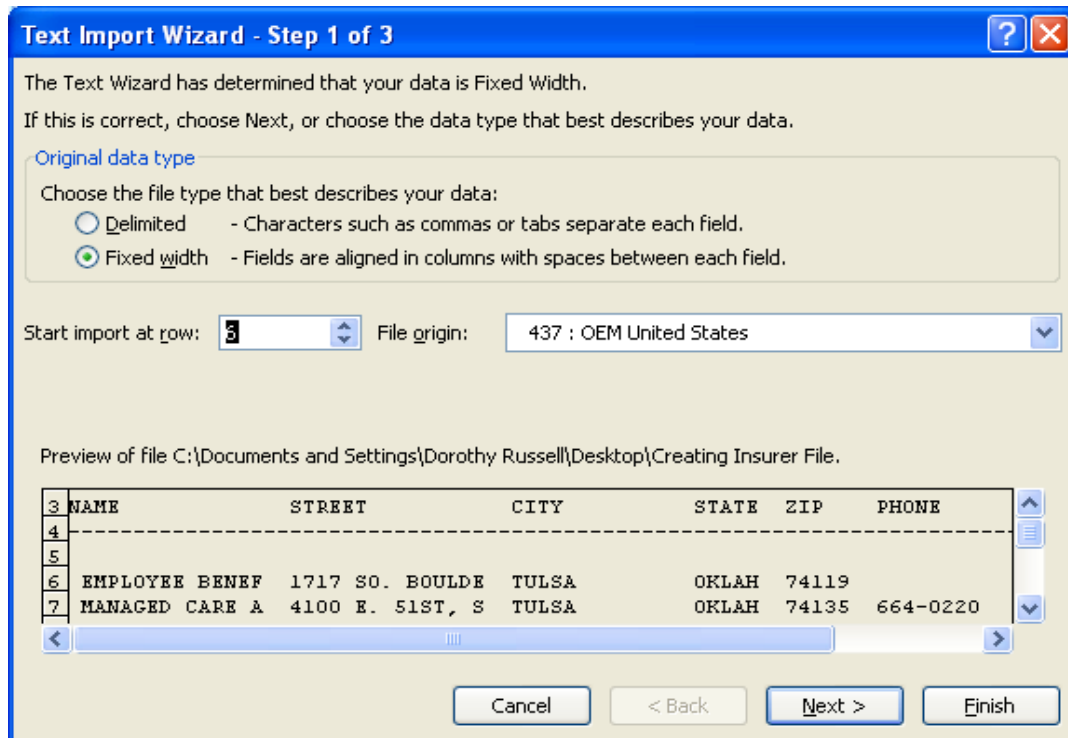 Text Import Wizard - Step 1 of 3
The Text Wizard has determined that your data is Fixed Width.
If this is correct, choose Next, or choose the data type that best describes your data.
Original data type
Choose the file type that best describes your data:
Delimited - Characters such as commas or tabs separate each field.
Fixed width - Fields are aligned in columns with spaces between each field.
Start import at row: 6 File origin: 437 : OEM United States
Preview of file C:\Documents and Settings\Dorothy Russell\Desktop\Creating Insurer File.
3 NAME STREET CITY STATE ZIP PHONE
4 --------------------------------------------------------------------------------
5
6 EMPLOYEE BENEF 1717 SO. BOULDE TULSA OKLAH 74119
7 MANAGED CARE A 4100 E. 51ST, S TULSA OKLAH 74135 664-0220
Cancel < Back Next > Finish